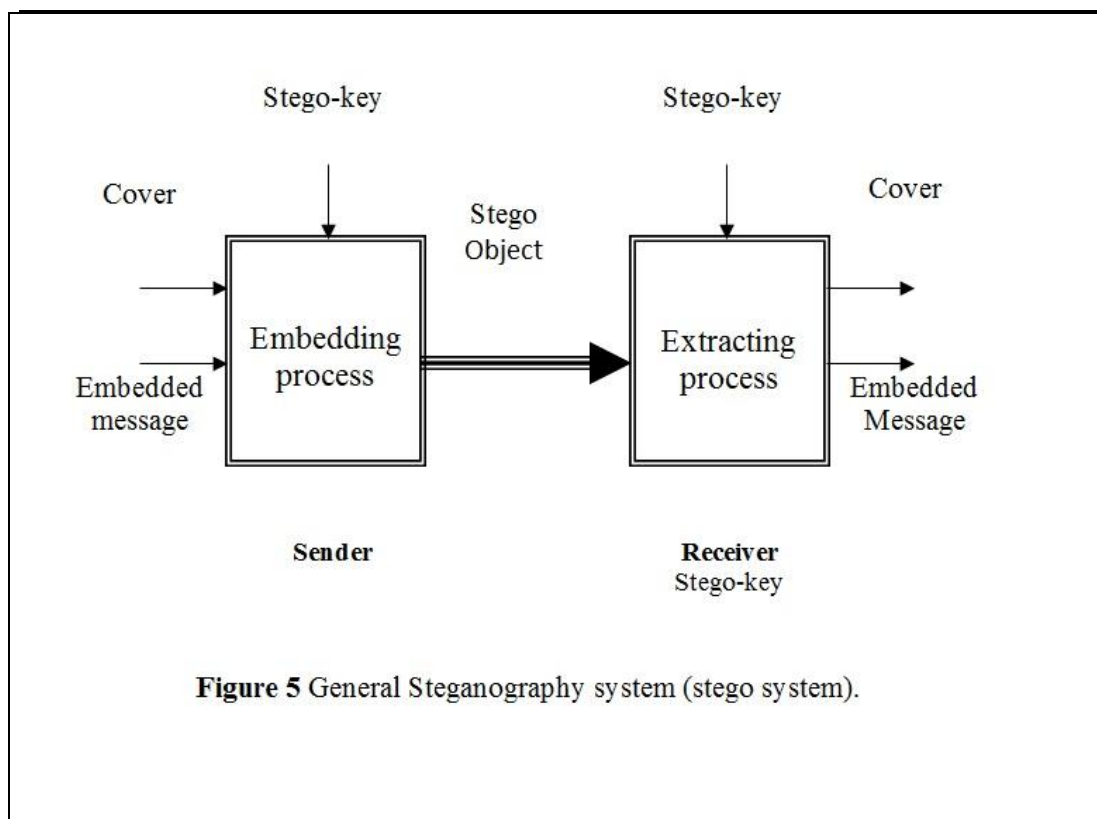 Stego-key
Stego-key
Cover
Cover
Stego
Object
Embedding
process
Extracting
process
Embedded
message
Embedded
Message
Sender
Receiver
Stego-key
Figure 5 General Steganography system (stego system).